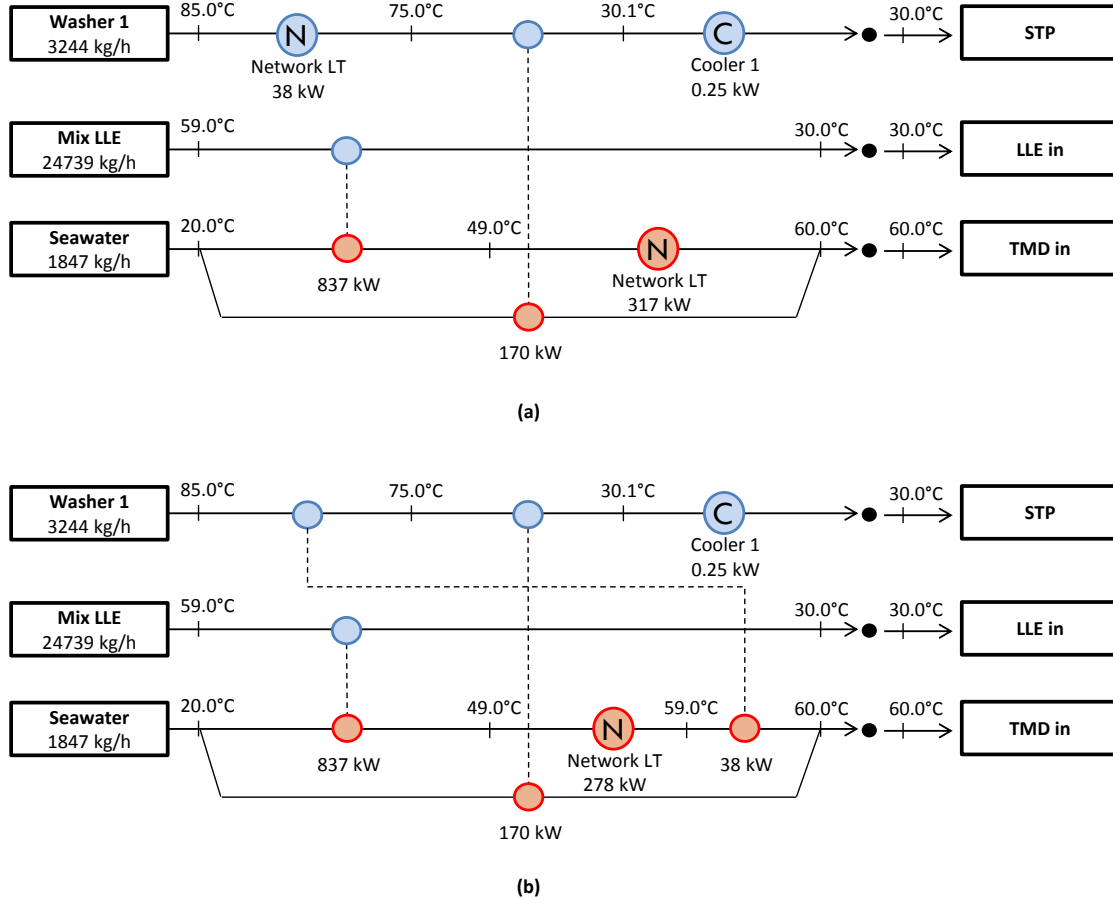 Washer 1
3244 kg/h
85.0°C
N
Network LT
38 kW
75.0°C
30.1°C
C
Cooler 1
0.25 kW
30.0°C
STP
Mix LLE
24739 kg/h
59.0°C
30.0°C
30.0°C
LLE in
Seawater
1847 kg/h
20.0°C
837 kW
49.0°C
N
Network LT
317 kW
60.0°C
60.0°C
TMD in
170 kW
(a)
Washer 1
3244 kg/h
85.0°C
75.0°C
30.1°C
C
Cooler 1
0.25 kW
30.0°C
STP
Mix LLE
24739 kg/h
59.0°C
30.0°C
30.0°C
LLE in
Seawater
1847 kg/h
20.0°C
837 kW
49.0°C
N
Network LT
278 kW
59.0°C
38 kW
60.0°C
60.0°C
TMD in
170 kW
(b)